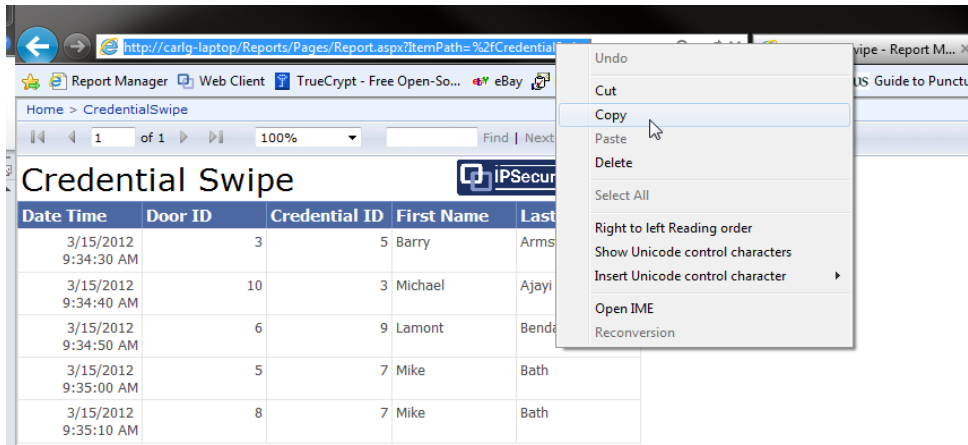 http://carlg-laptop/Reports/Pages/Report.aspx?ItemPath=%2fCredential
wipe - Report M...
Report Manager Web Client TrueCrypt - Free Open-So... eBay
Guide to Punctu
Home > CredentialSwipe
1 of 1 100% Find | Next
Credential Swipe iPSecur
Date Time Door ID Credential ID First Name Last
3/15/2012 3 5 Barry Arms
9:34:30 AM
3/15/2012 10 3 Michael Ajayi
9:34:40 AM
3/15/2012 6 9 Lamont Benda
9:34:50 AM
3/15/2012 5 7 Mike Bath
9:35:00 AM
3/15/2012 8 7 Mike Bath
9:35:10 AM
Undo
Cut
Copy
Paste
Delete
Select All
Right to left Reading order
Show Unicode control characters
Insert Unicode control character
Open IME
Reconversion